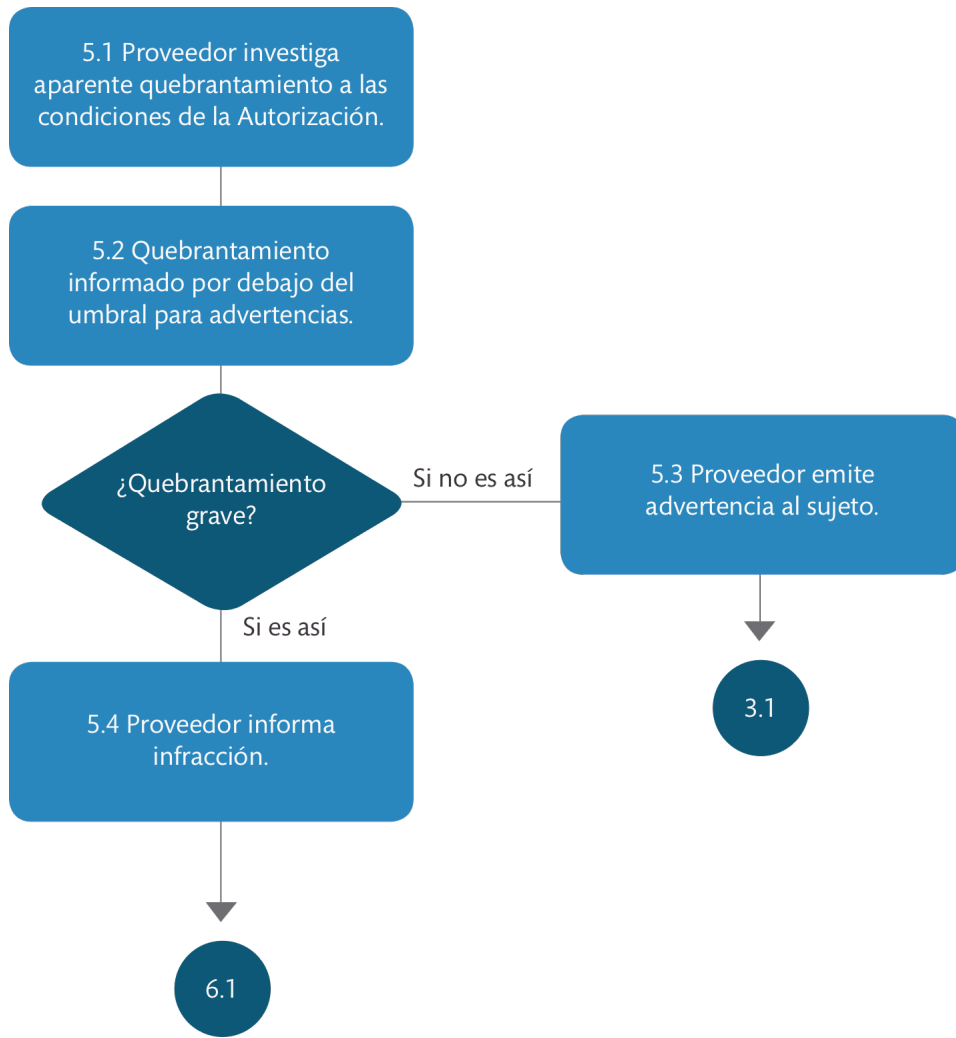 5.1 Proveedor investiga
aparente quebrantamiento a las
condiciones de la Autorización.
5.2 Quebrantamiento
informado por debajo del
umbral para advertencias.
¿Quebrantamiento
grave?
Si no es así
5.3 Proveedor emite
advertencia al sujeto.
Si es así
3.1
5.4 Proveedor informa
infracción.
6.1